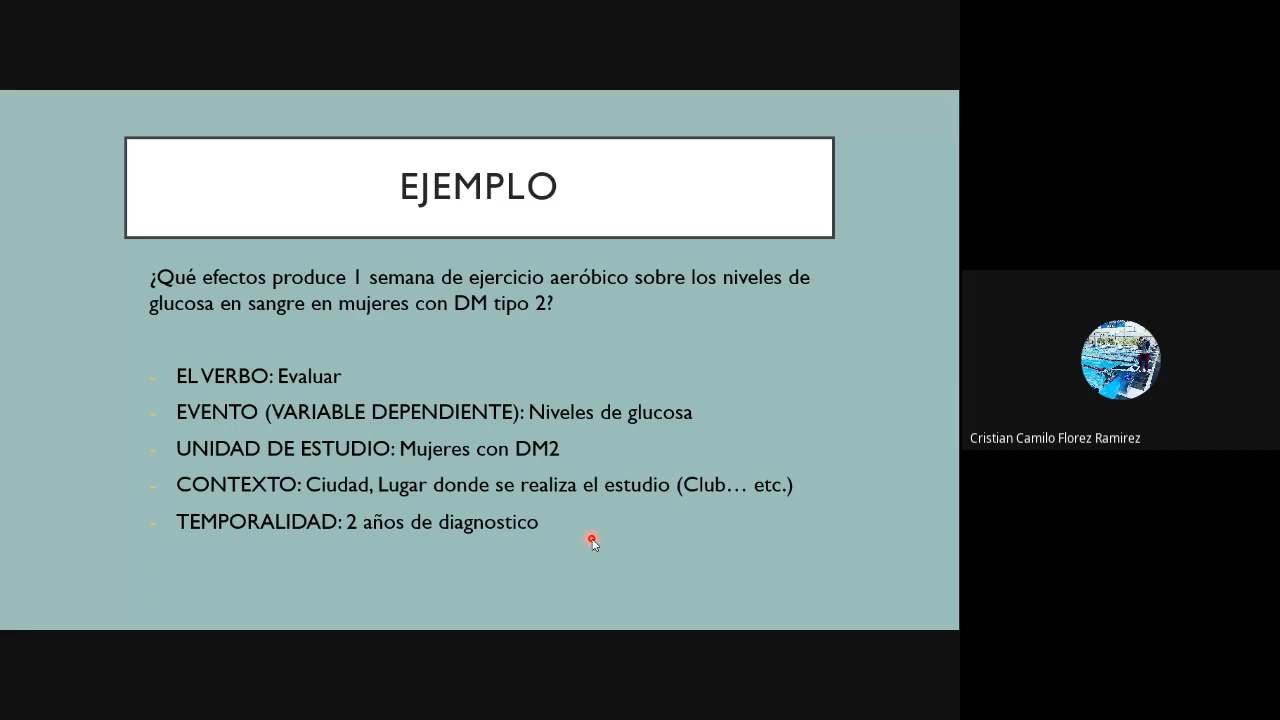 EJEMPLO
¿Qué efectos produce 1 semana de ejercicio aeróbico sobre los niveles de
glucosa en sangre en mujeres con DM tipo 2?
- EL VERBO: Evaluar
- EVENTO (VARIABLE DEPENDIENTE): Niveles de glucosa
- UNIDAD DE ESTUDIO: Mujeres con DM2
- CONTEXTO: Ciudad, Lugar donde se realiza el estudio (Club… etc.)
- TEMPORALIDAD: 2 años de diagnostico
Cristian Camilo Florez Ramirez